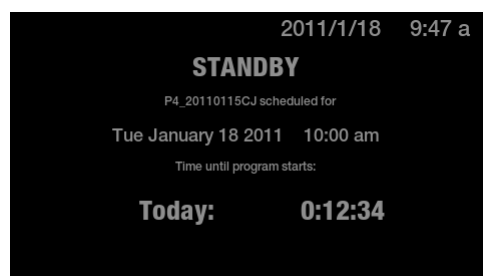 2011/1/18 9:47 a
STANDBY
P4_20110115CJ scheduled for
Tue January 18 2011 10:00 am
Time until program starts:
Today: 0:12:34